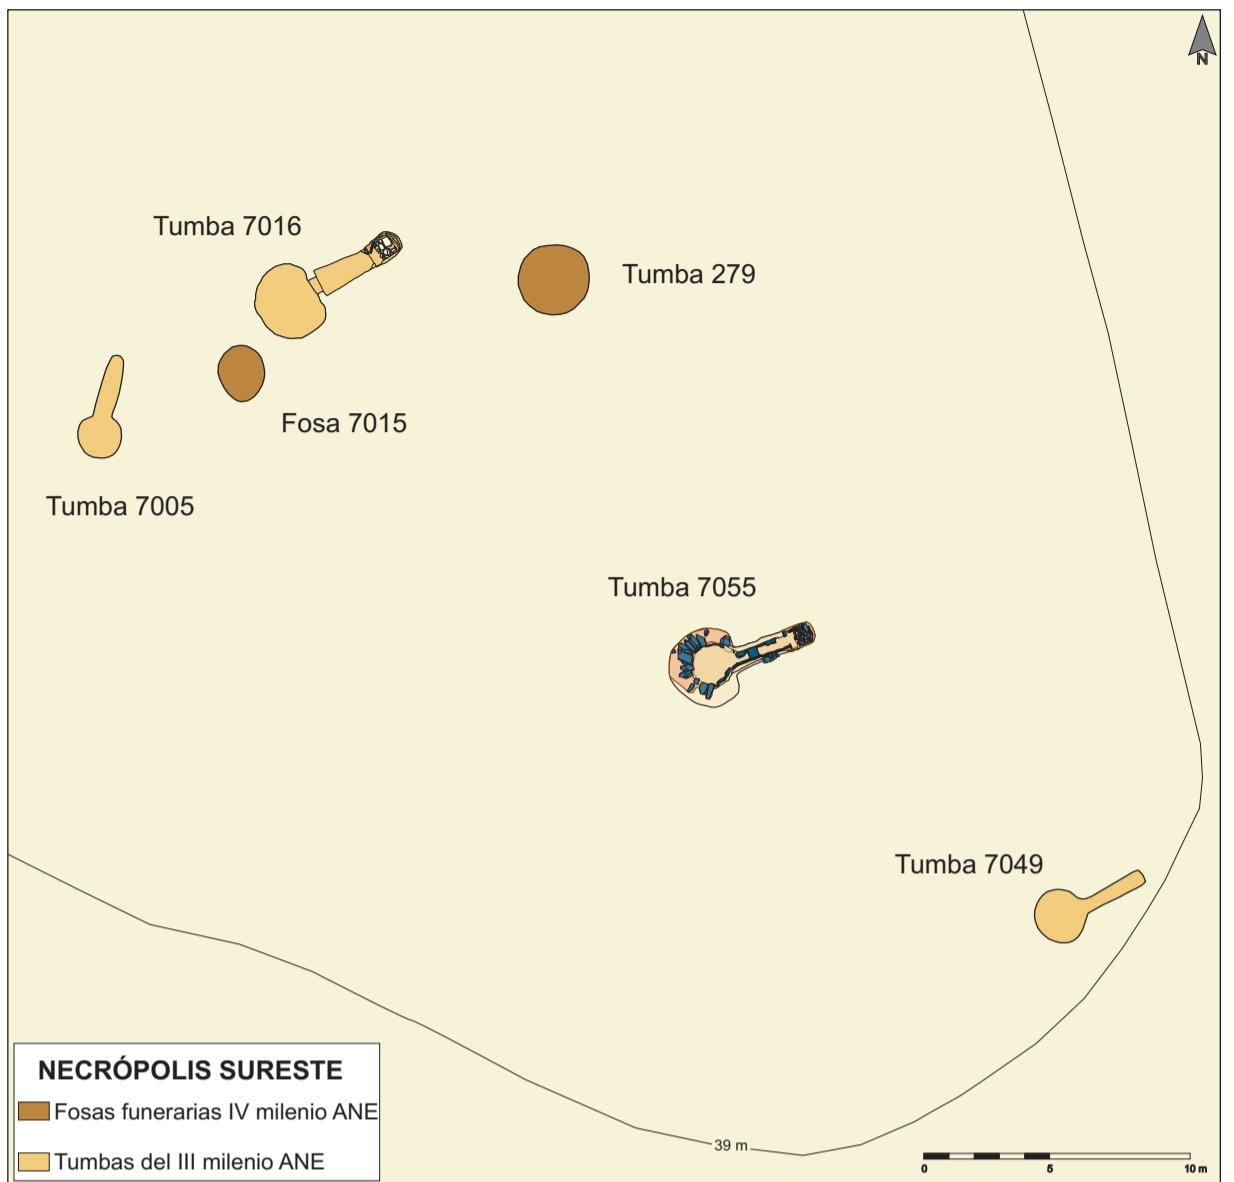 N
Tumba 7016
Tumba 279
Fosa 7015
Tumba 7005
Tumba 7055
Tumba 7049
NECRÓPOLIS SURESTE
Fosas funerarias IV milenio ANE
Tumbas del III milenio ANE
39 m
0 5 10 m